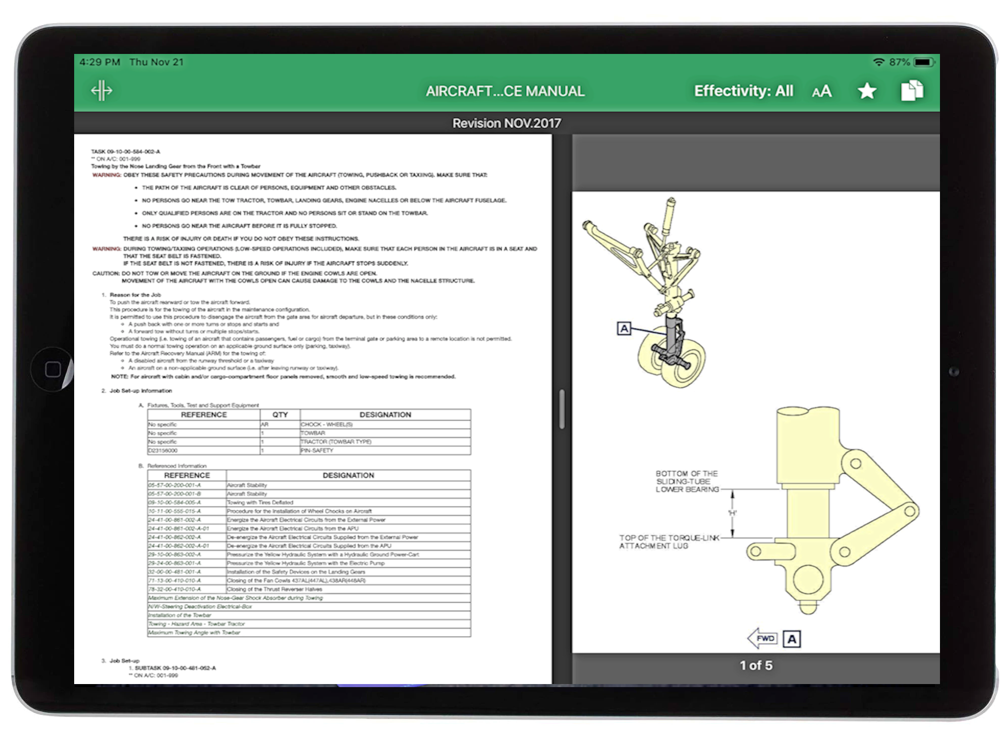 4:29 PM Thu Nov 21
87%
AIRCRAFT...CE MANUAL
Effectivity: All
AA
Revision NOV.2017
TASK 09-10-00-584-002-A
** ON A/C: 001-999
Towing by the Nose Landing Gear from the Front with a Towbar
WARNING: OBEY THESE SAFETY PRECAUTIONS DURING MOVEMENT OF THE AIRCRAFT (TOWING, PUSHBACK OR TAXIING). MAKE SURE THAT:
• THE PATH OF THE AIRCRAFT IS CLEAR OF PERSONS, EQUIPMENT AND OTHER OBSTACLES.
• NO PERSONS GO NEAR THE TOW TRACTOR, TOWBAR, LANDING GEARS, ENGINE NACELLES OR BELOW THE AIRCRAFT FUSELAGE.
• ONLY QUALIFIED PERSONS ARE ON THE TRACTOR AND NO PERSONS SIT OR STAND ON THE TOWBAR.
• NO PERSONS GO NEAR THE AIRCRAFT BEFORE IT IS FULLY STOPPED.
THERE IS A RISK OF INJURY OR DEATH IF YOU DO NOT OBEY THESE INSTRUCTIONS.
WARNING: DURING TOWING/TAXIING OPERATIONS (LOW-SPEED OPERATIONS INCLUDED), MAKE SURE THAT EACH PERSON IN THE AIRCRAFT IS IN A SEAT AND
THAT THE SEAT BELT IS FASTENED.
IF THE SEAT BELT IS NOT FASTENED, THERE IS A RISK OF INJURY IF THE AIRCRAFT STOPS SUDDENLY.
CAUTION: DO NOT TOW OR MOVE THE AIRCRAFT ON THE GROUND IF THE ENGINE COWLS ARE OPEN.
MOVEMENT OF THE AIRCRAFT WITH THE COWLS OPEN CAN CAUSE DAMAGE TO THE COWLS AND THE NACELLE STRUCTURE.
1. Reason for the Job
To push the aircraft rearward or tow the aircraft forward.
This procedure is for the towing of the aircraft in the maintenance configuration.
It is permitted to use this procedure to disengage the aircraft from the gate area for aircraft departure, but in these conditions only:
• A push back with one or more turns or stops and starts and
• A forward tow without turns or multiple stops/starts.
Operational towing (i.e. towing of an aircraft that contains passengers, fuel or cargo) from the terminal gate or parking area to a remote location is not permitted.
You must do a normal towing operation on an applicable ground surface only (parking, taxiway).
Refer to the Aircraft Recovery Manual (ARM) for the towing of:
• A disabled aircraft from the runway threshold or a taxiway
• An aircraft on a non-applicable ground surface (i.e. after leaving runway or taxiway).
NOTE: For aircraft with cabin and/or cargo-compartment floor panels removed, smooth and low-speed towing is recommended.
2. Job Set-up Information
A. Fixtures, Tools, Test and Support Equipment
REFERENCE QTY DESIGNATION
No specific AR CHOCK - WHEEL(S)
No specific 1 TOWBAR
No specific 1 TRACTOR (TOWBAR TYPE)
D23156000 1 PIN-SAFETY
B. Referenced Information
REFERENCE DESIGNATION
05-57-00-200-001-A Aircraft Stability
05-57-00-200-001-B Aircraft Stability
09-10-00-584-005-A Towing with Tires Deflated
10-11-00-555-015-A Procedure for the Installation of Wheel Chocks on Aircraft
24-41-00-861-002-A Energize the Aircraft Electrical Circuits from the External Power
24-41-00-861-002-A-01 Energize the Aircraft Electrical Circuits from the APU
24-41-00-862-002-A De-energize the Aircraft Electrical Circuits Supplied from the External Power
24-41-00-862-002-A-01 De-energize the Aircraft Electrical Circuits Supplied from the APU
29-10-00-863-002-A Pressurize the Yellow Hydraulic System with a Hydraulic Ground Power-Cart
29-24-00-863-001-A Pressurize the Yellow Hydraulic System with the Electric Pump
32-00-00-481-001-A Installation of the Safety Devices on the Landing Gears
71-13-00-410-010-A Closing of the Fan Cowls 437AL(447AL),438AR(448AR)
78-32-00-410-010-A Closing of the Thrust Reverser Halves
Maximum Extension of the Nose-Gear Shock Absorber during Towing
N/W-Steering Deactivation Electrical-Box
Installation of the Towbar
Towing - Hazard Area - Towbar Tractor
Maximum Towing Angle with Towbar
3. Job Set-up
1. SUBTASK 09-10-00-481-052-A
** ON A/C: 001-999
A
BOTTOM OF THE
SLIDING-TUBE
LOWER BEARING
'H'
TOP OF THE TORQUE-LINK
ATTACHMENT LUG
FWD A
1 of 5